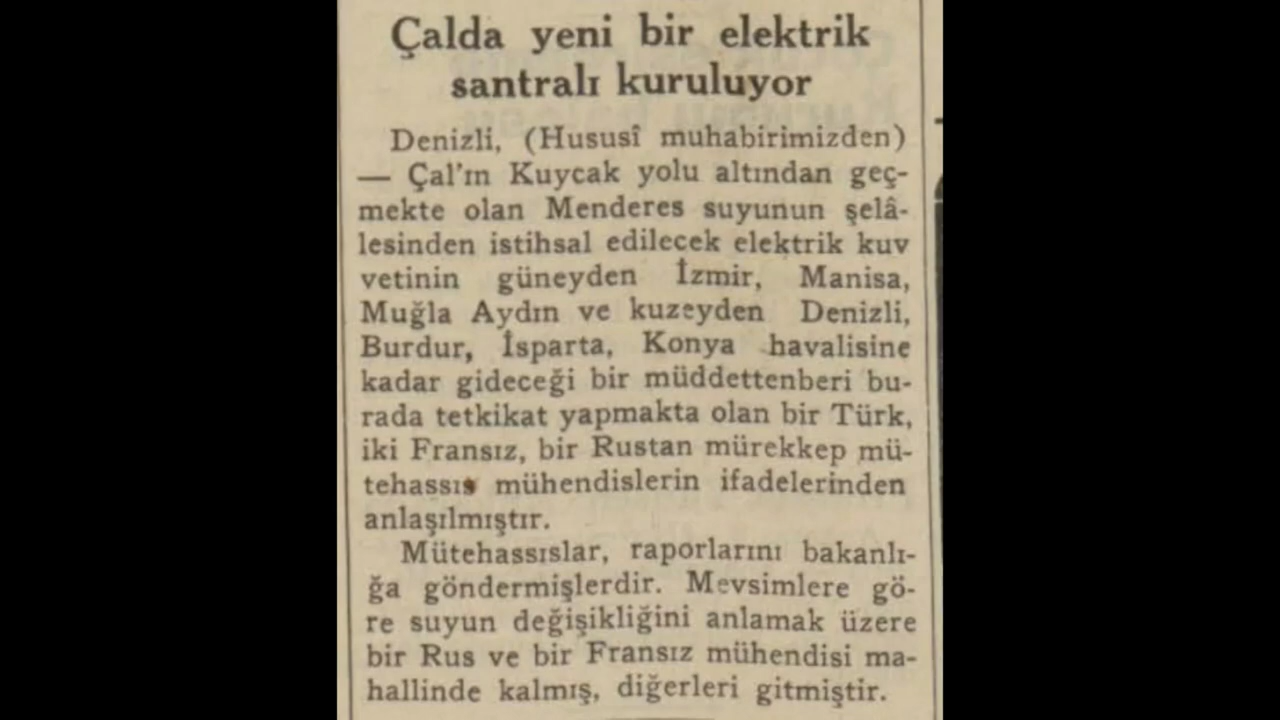 Çalda yeni bir elektrik
santralı kuruluyor
Denizli, (Hususî muhabirimizden)
— Çal'ın Kuycak yolu altından geç-
mekte olan Menderes suyunun şelâ-
lesinden istihsal edilecek elektrik kuv
vetinin güneyden İzmir, Manisa,
Muğla Aydın ve kuzeyden Denizli,
Burdur, İsparta, Konya havalisine
kadar gideceği bir müddettenberi bu-
rada tetkikat yapmakta olan bir Türk,
iki Fransız, bir Rustan mürekkep mü-
tehassıs mühendislerin ifadelerinden
anlaşılmıştır.
Mütehassıslar, raporlarını bakanlı-
ğa göndermişlerdir. Mevsimlere gö-
re suyun değişikliğini anlamak üzere
bir Rus ve bir Fransız mühendisi ma-
hallinde kalmış, diğerleri gitmiştir.